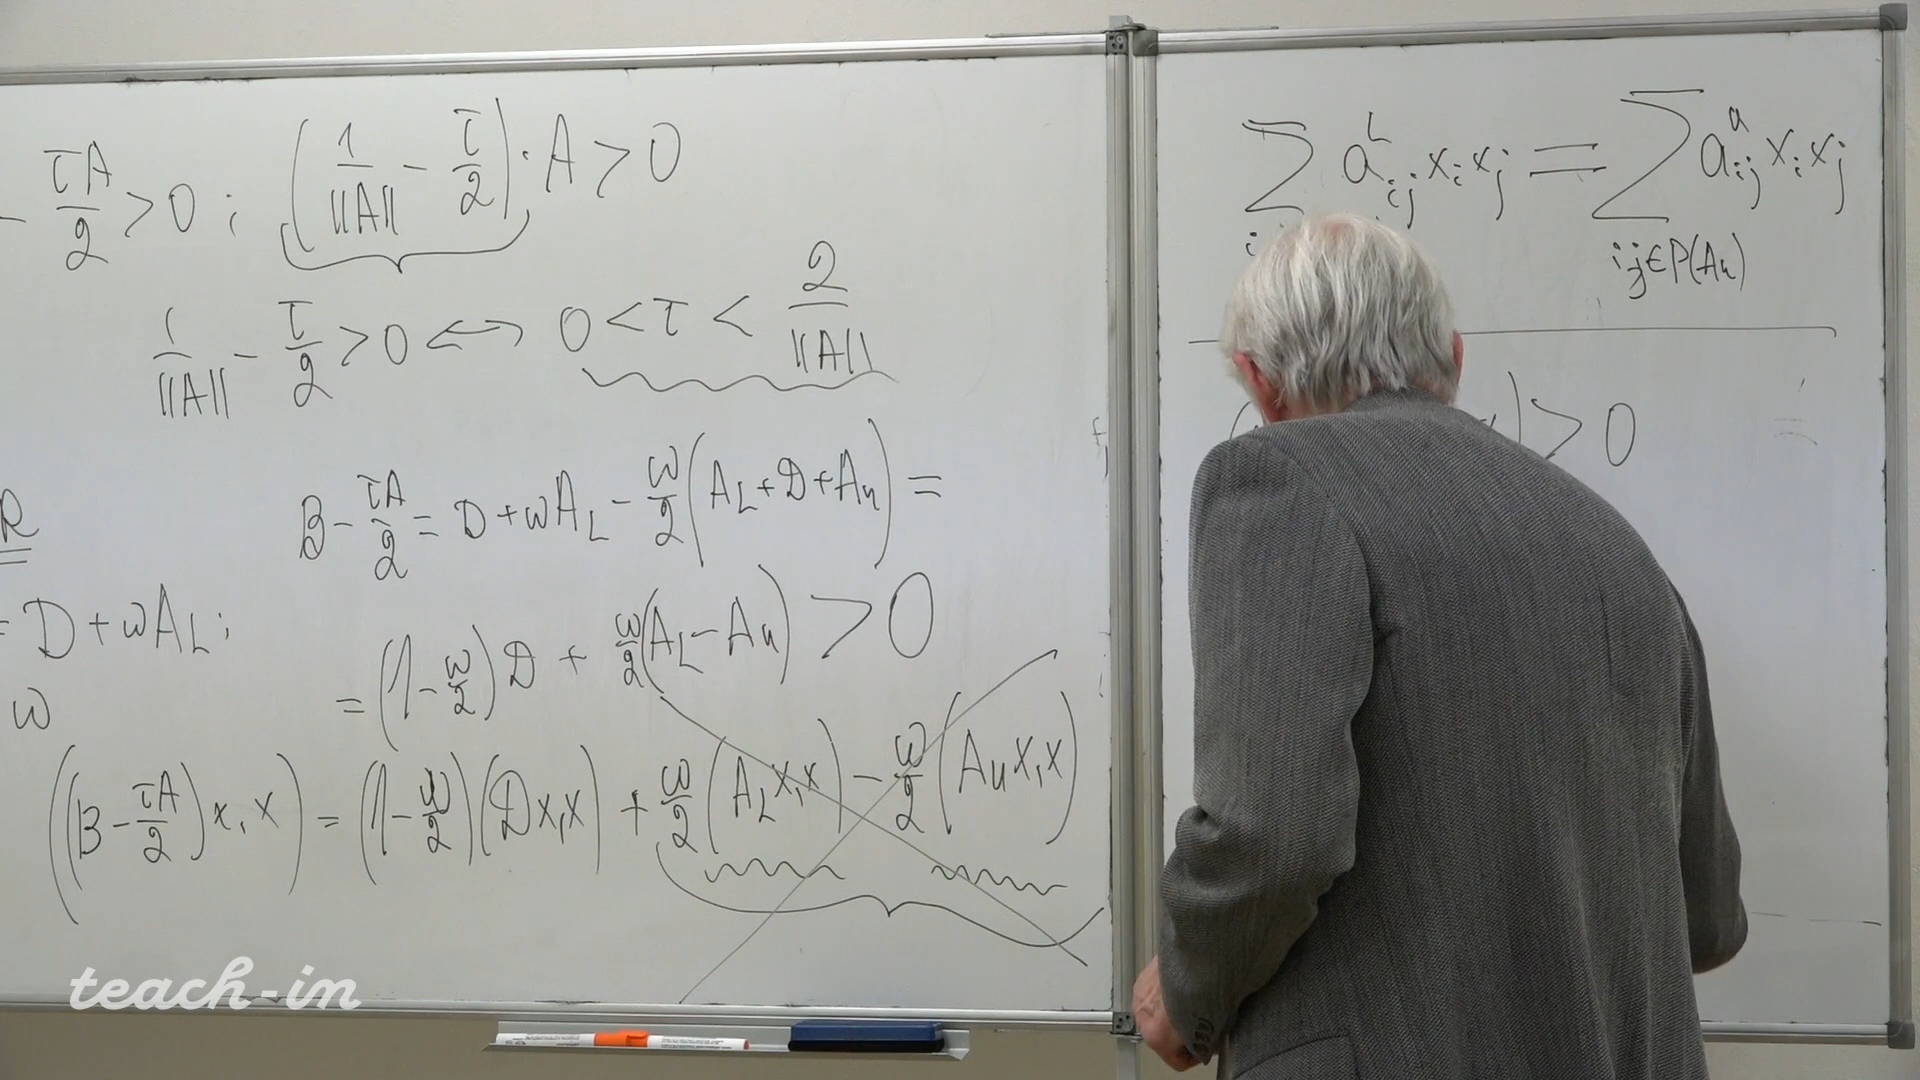 - τA/2 > 0 ; (1/||A|| - τ/2) · A > 0
1/||A|| - τ/2 > 0 <-> 0 < τ < 2/||A||
B - τA/2 = D + ωA_L - ω/2 (A_L + D + A_u) =
R
= D + ωA_L ;
= (1 - ω/2) D + ω/2 (A_L - A_u) > 0
ω
((B - τA/2) x, x) = (1 - ω/2)(Dx, x) + ω/2 (A_L x, x) - ω/2 (A_u x, x)
Σ a^L_ij x_i x_j = Σ a^u_ij x_i x_j
ij∈P(A_u)
) > 0
teach-in